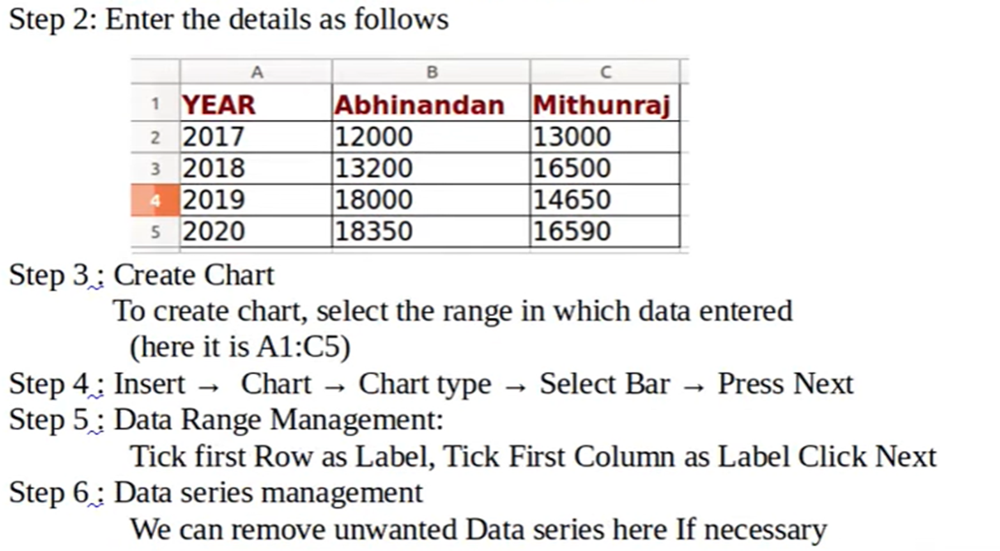 Step 2: Enter the details as follows
A B C
1 YEAR Abhinandan Mithunraj
2 2017 12000 13000
3 2018 13200 16500
4 2019 18000 14650
5 2020 18350 16590
Step 3 : Create Chart
To create chart, select the range in which data entered
(here it is A1:C5)
Step 4 : Insert → Chart → Chart type → Select Bar → Press Next
Step 5 : Data Range Management:
Tick first Row as Label, Tick First Column as Label Click Next
Step 6 : Data series management
We can remove unwanted Data series here If necessary